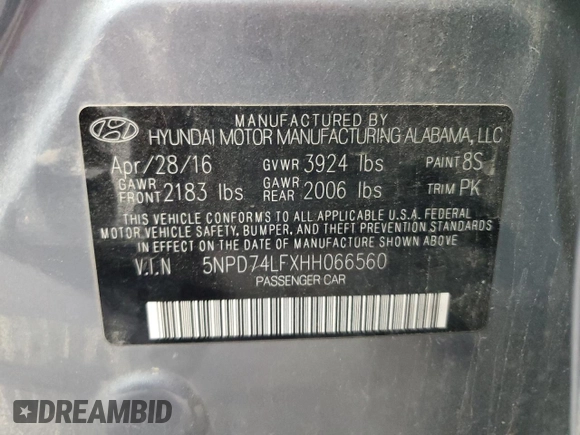 MANUFACTURED BY
HYUNDAI MOTOR MANUFACTURING ALABAMA, LLC
Apr/28/16 GVWR 3924 lbs PAINT 8S
GAWR FRONT 2183 lbs GAWR REAR 2006 lbs TRIM PK
THIS VEHICLE CONFORMS TO ALL APPLICABLE U.S.A. FEDERAL
MOTOR VEHICLE SAFETY, BUMPER, AND THEFT PREVENTION STANDARDS
IN EFFECT ON THE DATE OF MANUFACTURE SHOWN ABOVE.
V.I.N 5NPD74LFXHH066560
PASSENGER CAR
DREAMBID